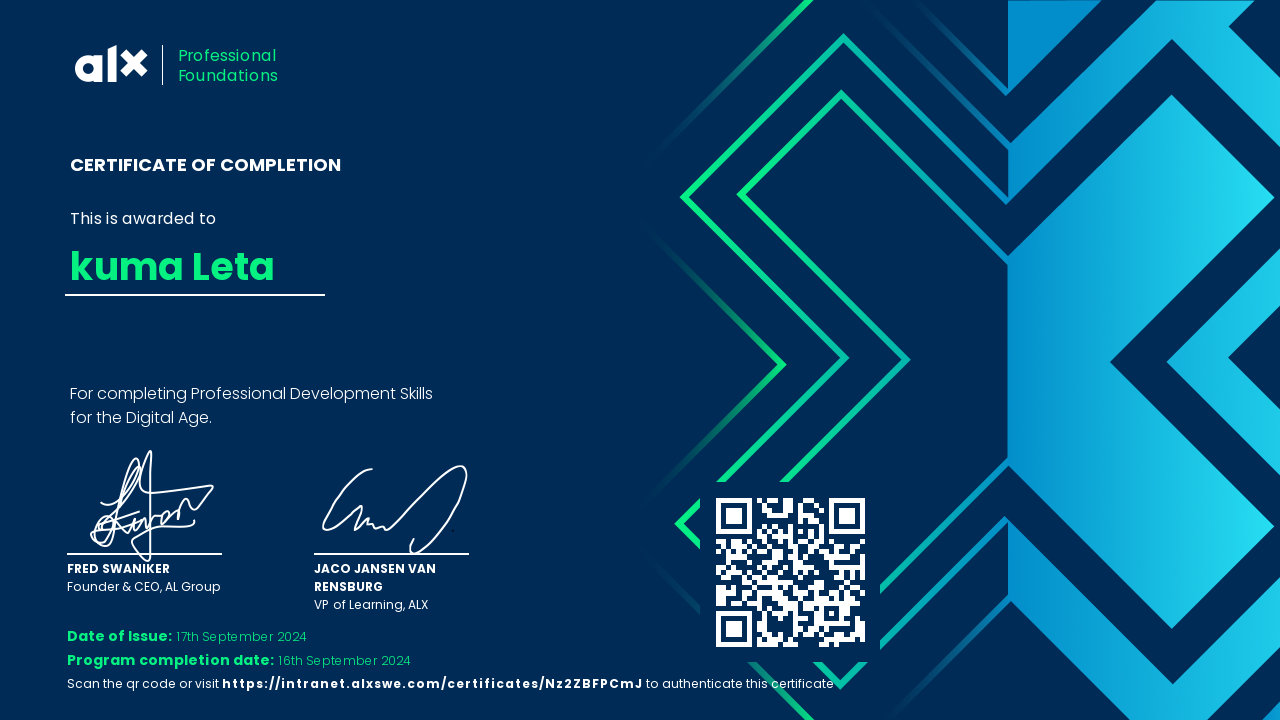 alx
Professional
Foundations
CERTIFICATE OF COMPLETION
This is awarded to
kuma Leta
For completing Professional Development Skills
for the Digital Age.
FRED SWANIKER
Founder & CEO, AL Group
JACO JANSEN VAN
RENSBURG
VP of Learning, ALX
Date of Issue: 17th September 2024
Program completion date: 16th September 2024
Scan the qr code or visit https://intranet.alxswe.com/certificates/Nz2ZBFPCmJ to authenticate this certificate